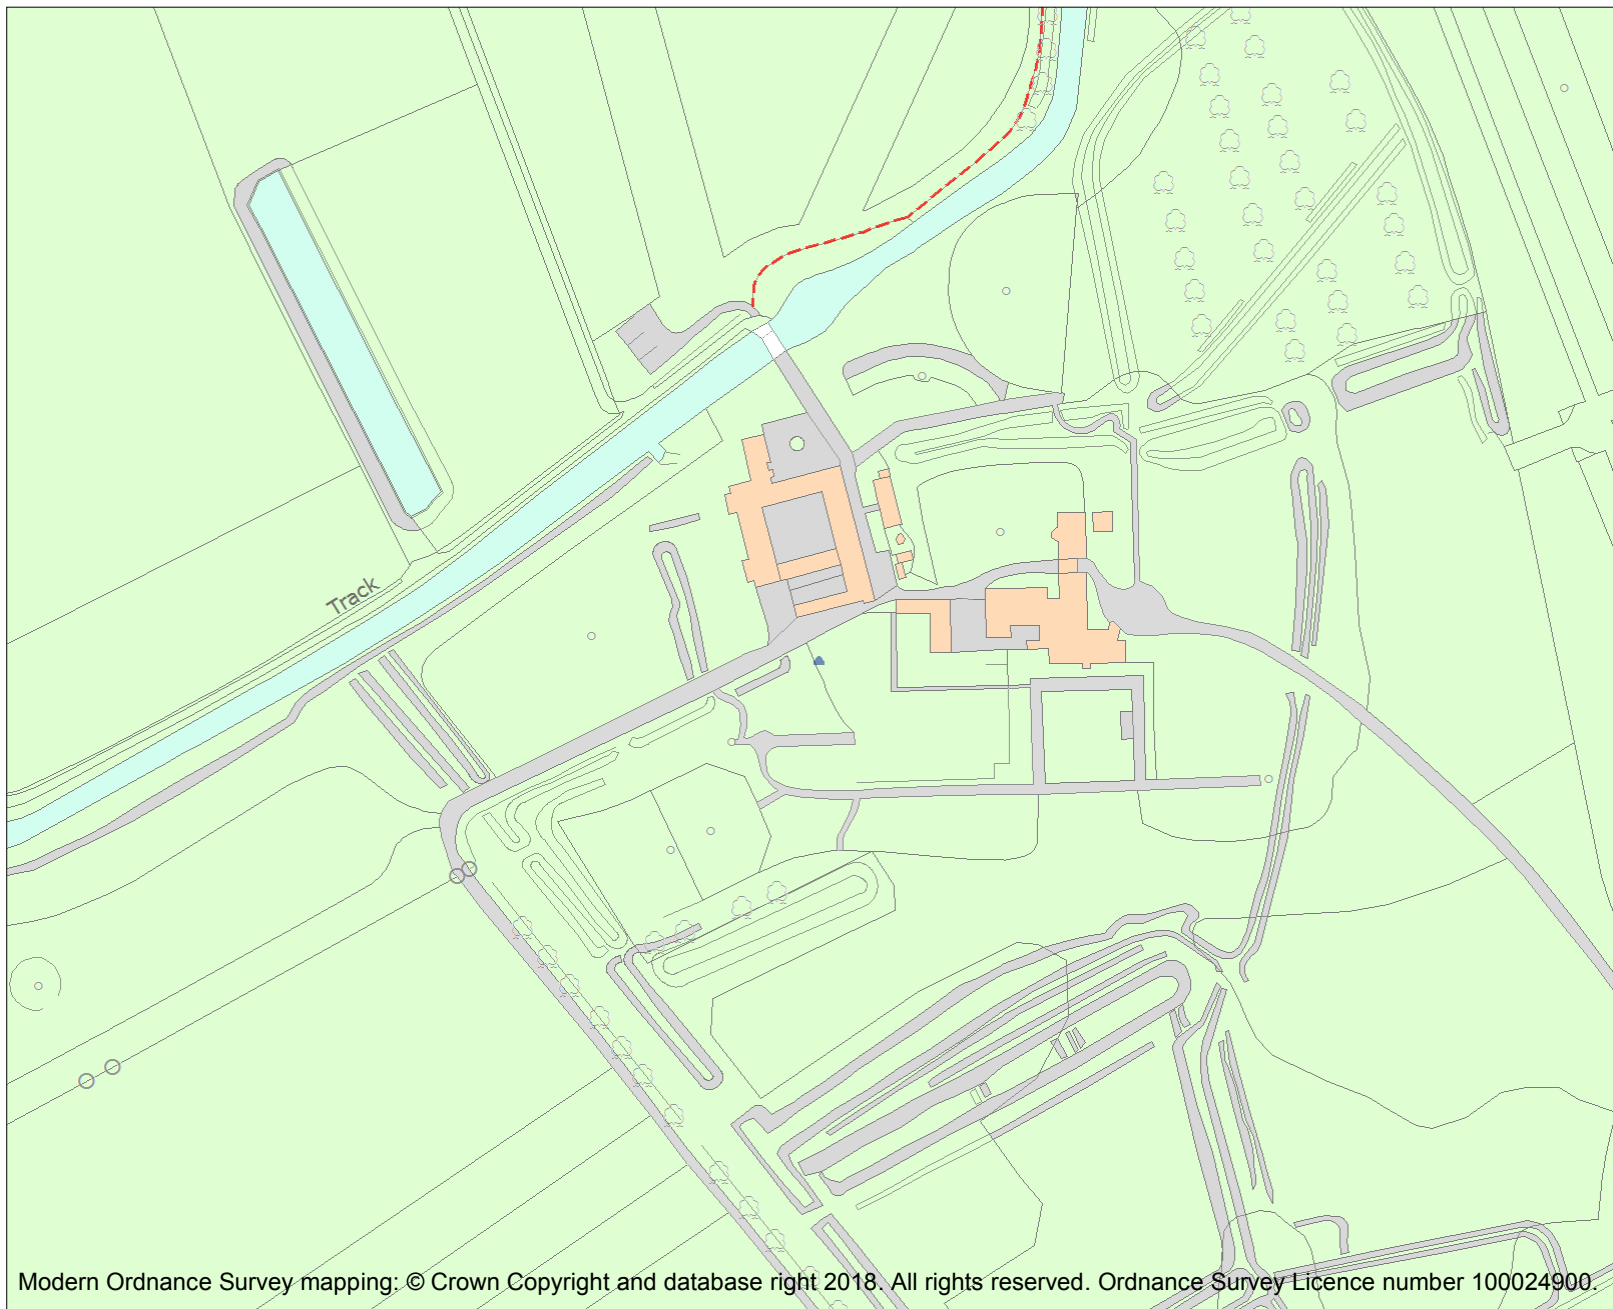 Track
Modern Ordnance Survey mapping: © Crown Copyright and database right 2018. All rights reserved. Ordnance Survey Licence number 100024900.